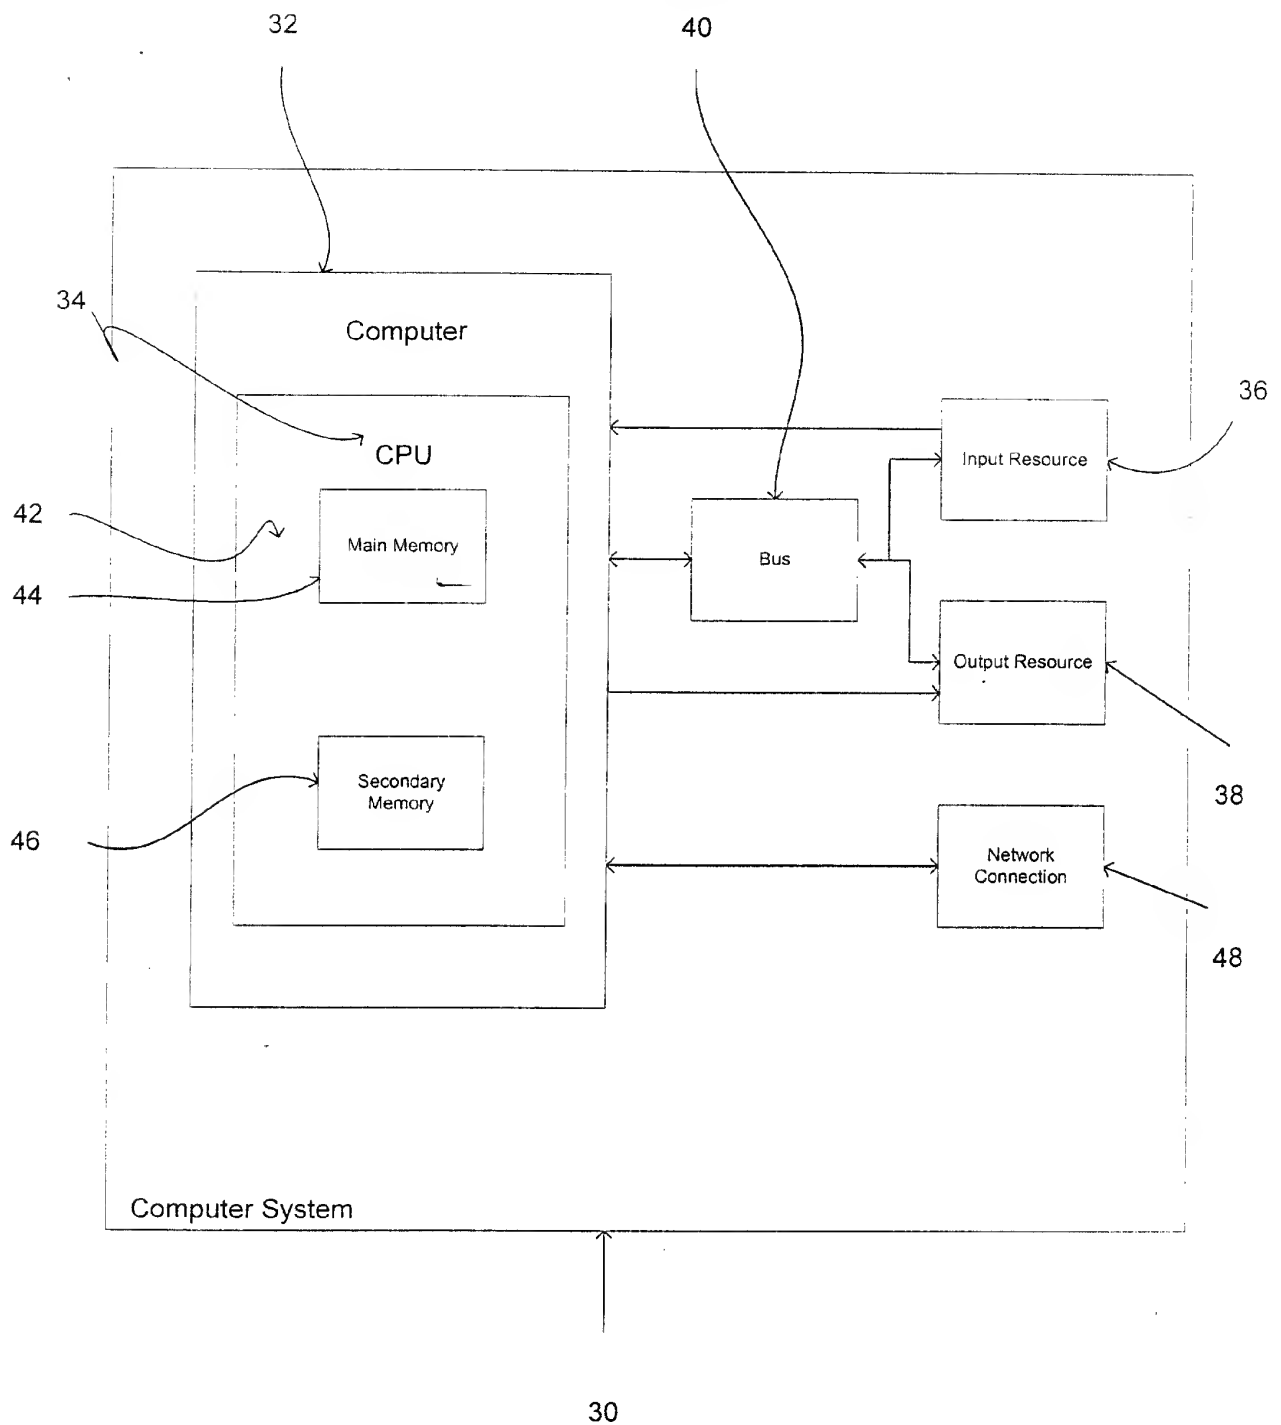 32
40
34
Computer
36
CPU
Input Resource
42
Main Memory
Bus
44
Output Resource
Secondary
Memory
38
46
Network
Connection
48
Computer System
30